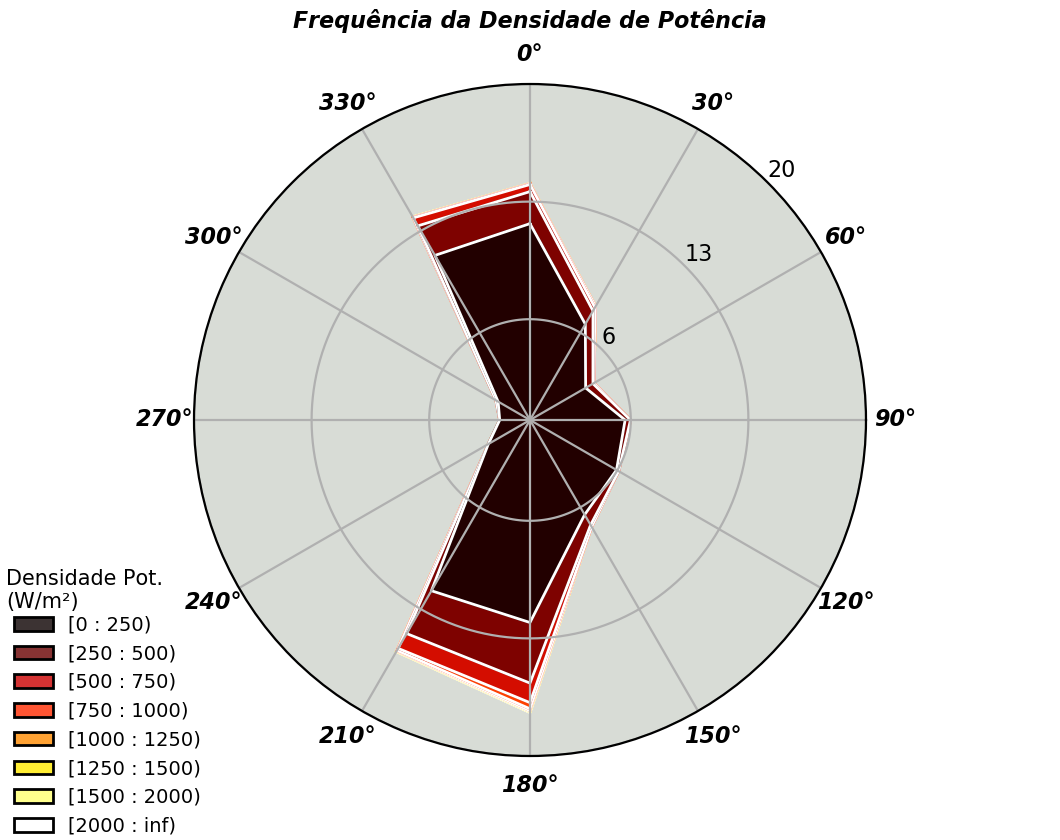 Frequência da Densidade de Potência
0°
330°
30°
20
300°
60°
13
6
270°
90°
240°
120°
210°
150°
180°
Densidade Pot.
(W/m²)
[0 : 250)
[250 : 500)
[500 : 750)
[750 : 1000)
[1000 : 1250)
[1250 : 1500)
[1500 : 2000)
[2000 : inf)